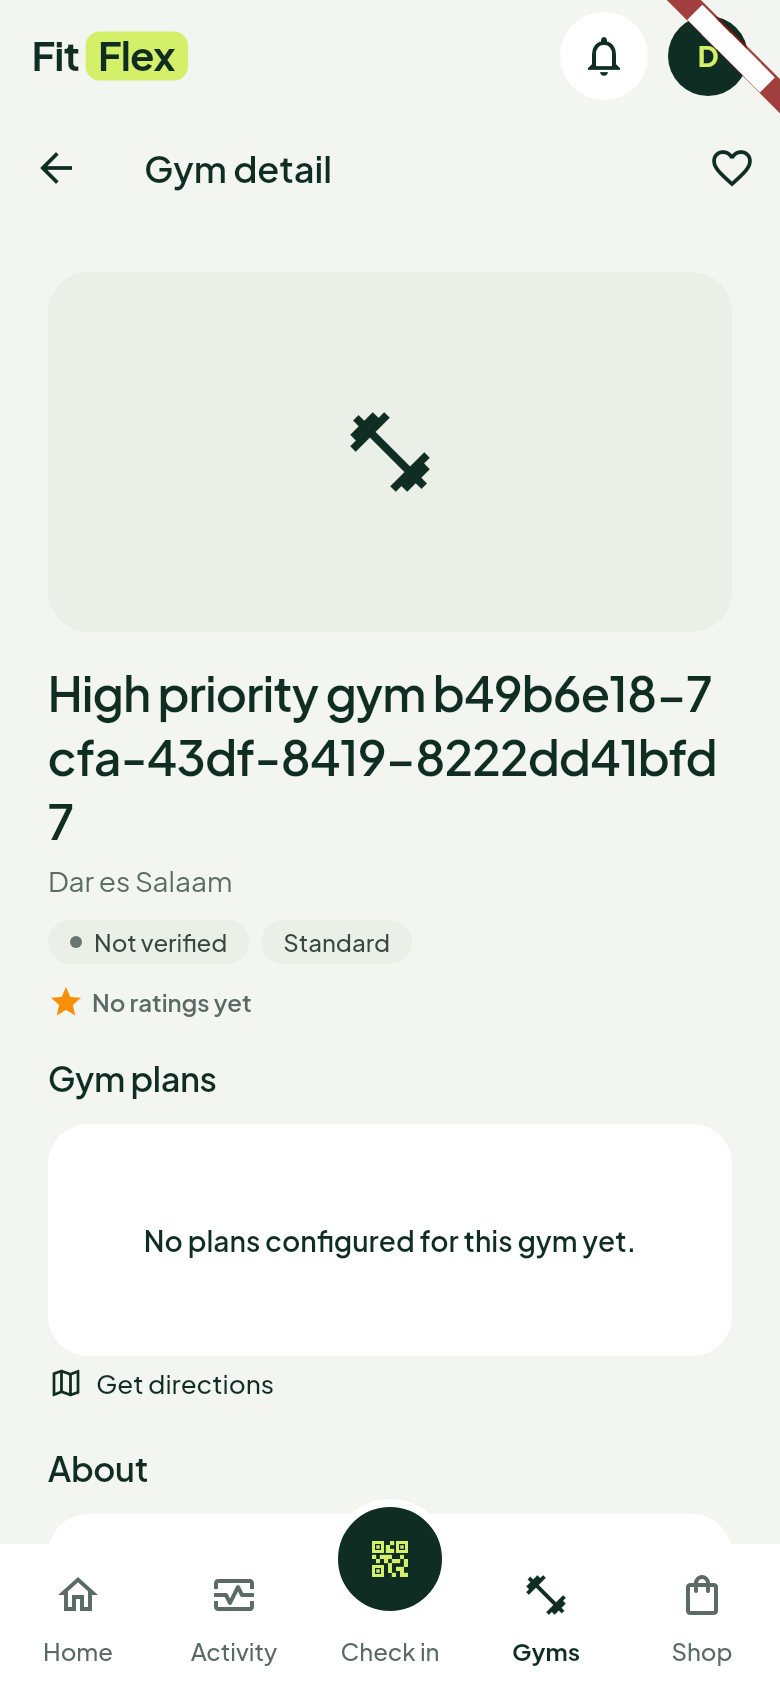 Fit Flex
D
Gym detail
High priority gym b49b6e18-7
cfa-43df-8419-8222dd41bfd
7
Dar es Salaam
Not verified
Standard
No ratings yet
Gym plans
No plans configured for this gym yet.
Get directions
About
Home
Activity
Check in
Gyms
Shop